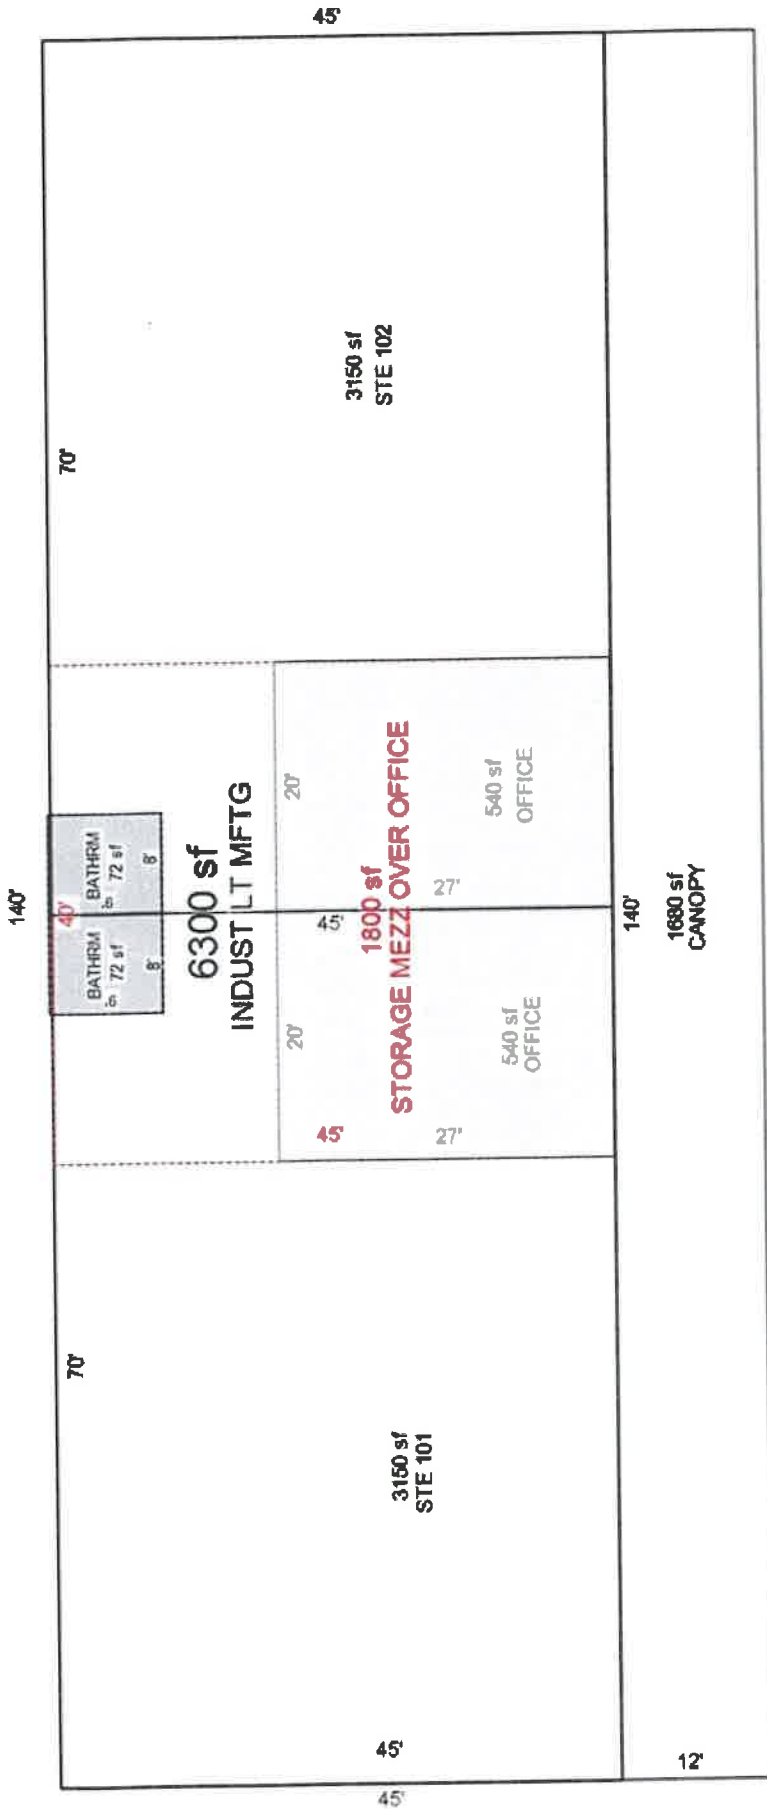 45'
140'
70'
3150 sf
STE 102
BATHRM
72 sf
9'
8'
40'
BATHRM
72 sf
9'
8'
6300 sf
INDUST LT MFTG
20'
45'
20'
1800 sf
STORAGE MEZZ OVER OFFICE
45'
27'
27'
540 sf
OFFICE
540 sf
OFFICE
140'
1680 sf
CANOPY
70'
3150 sf
STE 101
45'
45'
12'